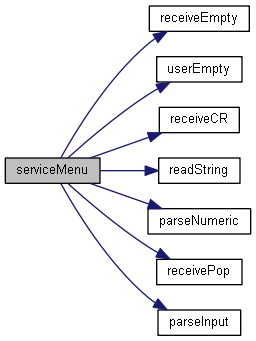 receiveEmpty
userEmpty
receiveCR
serviceMenu
readString
parseNumeric
receivePop
parseInput